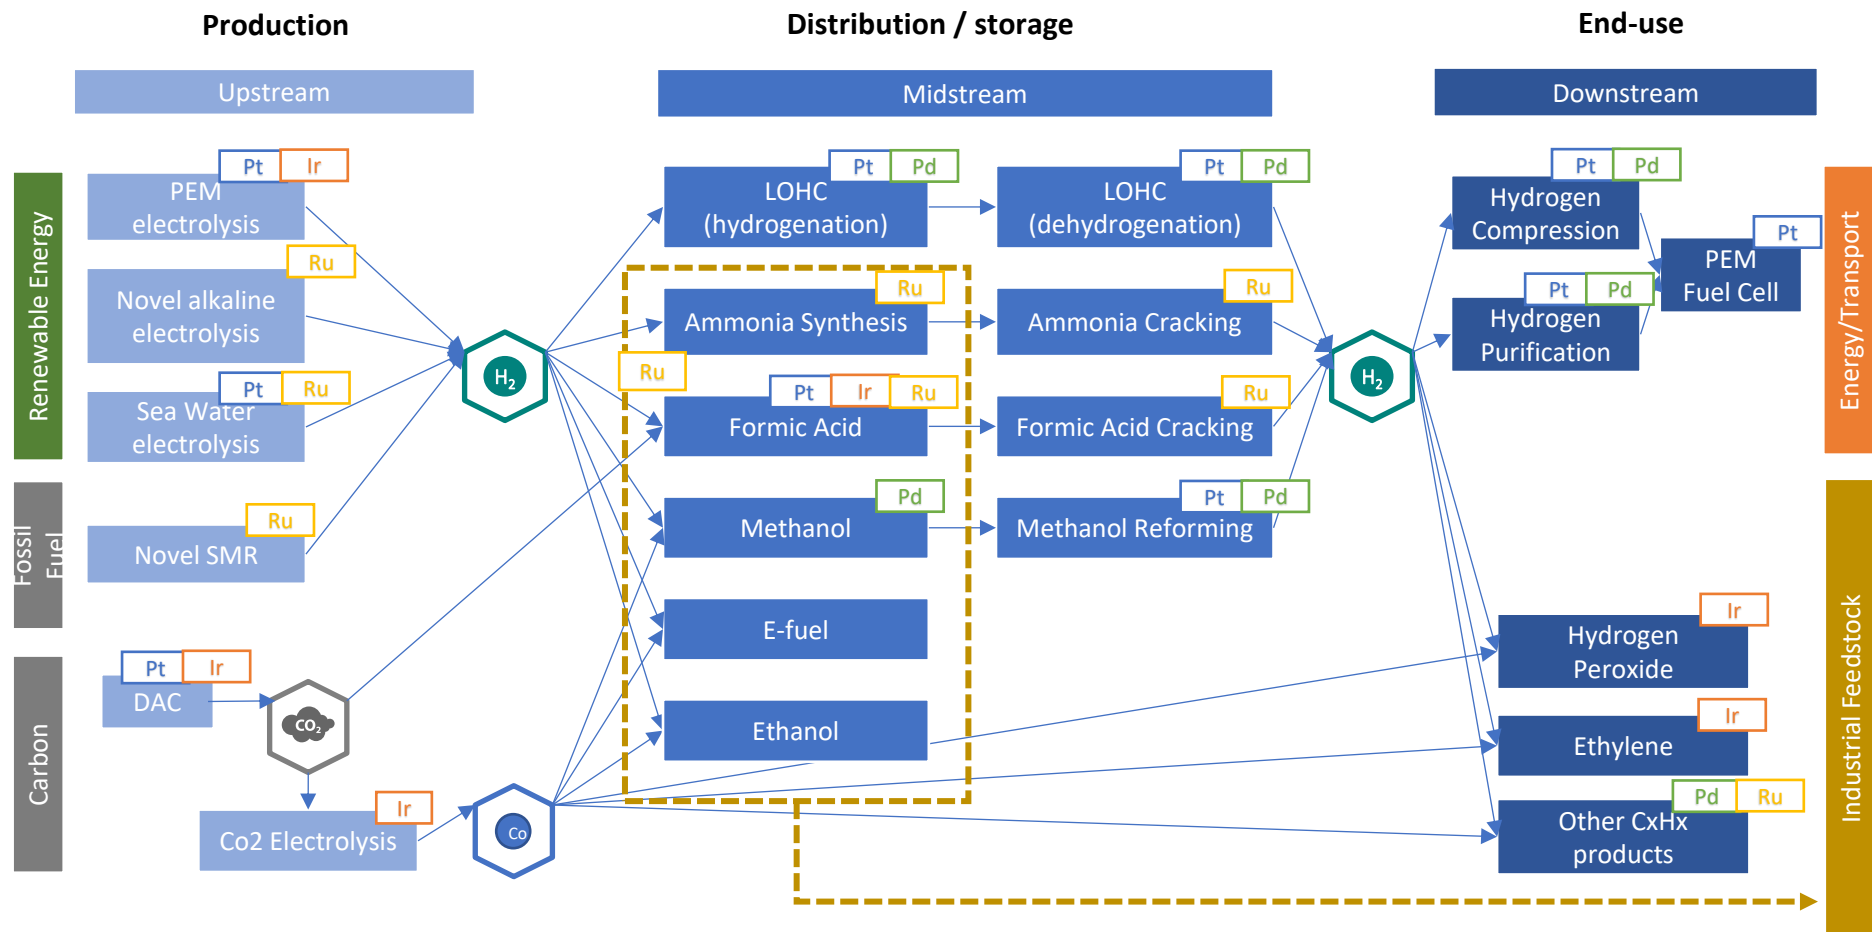 Production
Distribution / storage
End-use
Upstream
Midstream
Downstream
Renewable Energy
Fossil
Fuel
Carbon
Pt
Ir
PEM
electrolysis
Ru
Novel alkaline
electrolysis
Pt
Ru
Sea Water
electrolysis
Ru
Novel SMR
Pt
Ir
DAC
CO2
Ir
Co2 Electrolysis
H2
Co
Pt
Pd
LOHC
(hydrogenation)
Ru
Ammonia Synthesis
Ru
Pt
Ir
Ru
Formic Acid
Pd
Methanol
E-fuel
Ethanol
Pt
Pd
LOHC
(dehydrogenation)
Ru
Ammonia Cracking
Ru
Formic Acid Cracking
Pt
Pd
Methanol Reforming
H2
Pt
Pd
Hydrogen
Compression
Pt
Pd
Hydrogen
Purification
Pt
PEM
Fuel Cell
Ir
Hydrogen
Peroxide
Ir
Ethylene
Pd
Ru
Other CxHx
products
Energy/Transport
Industrial Feedstock